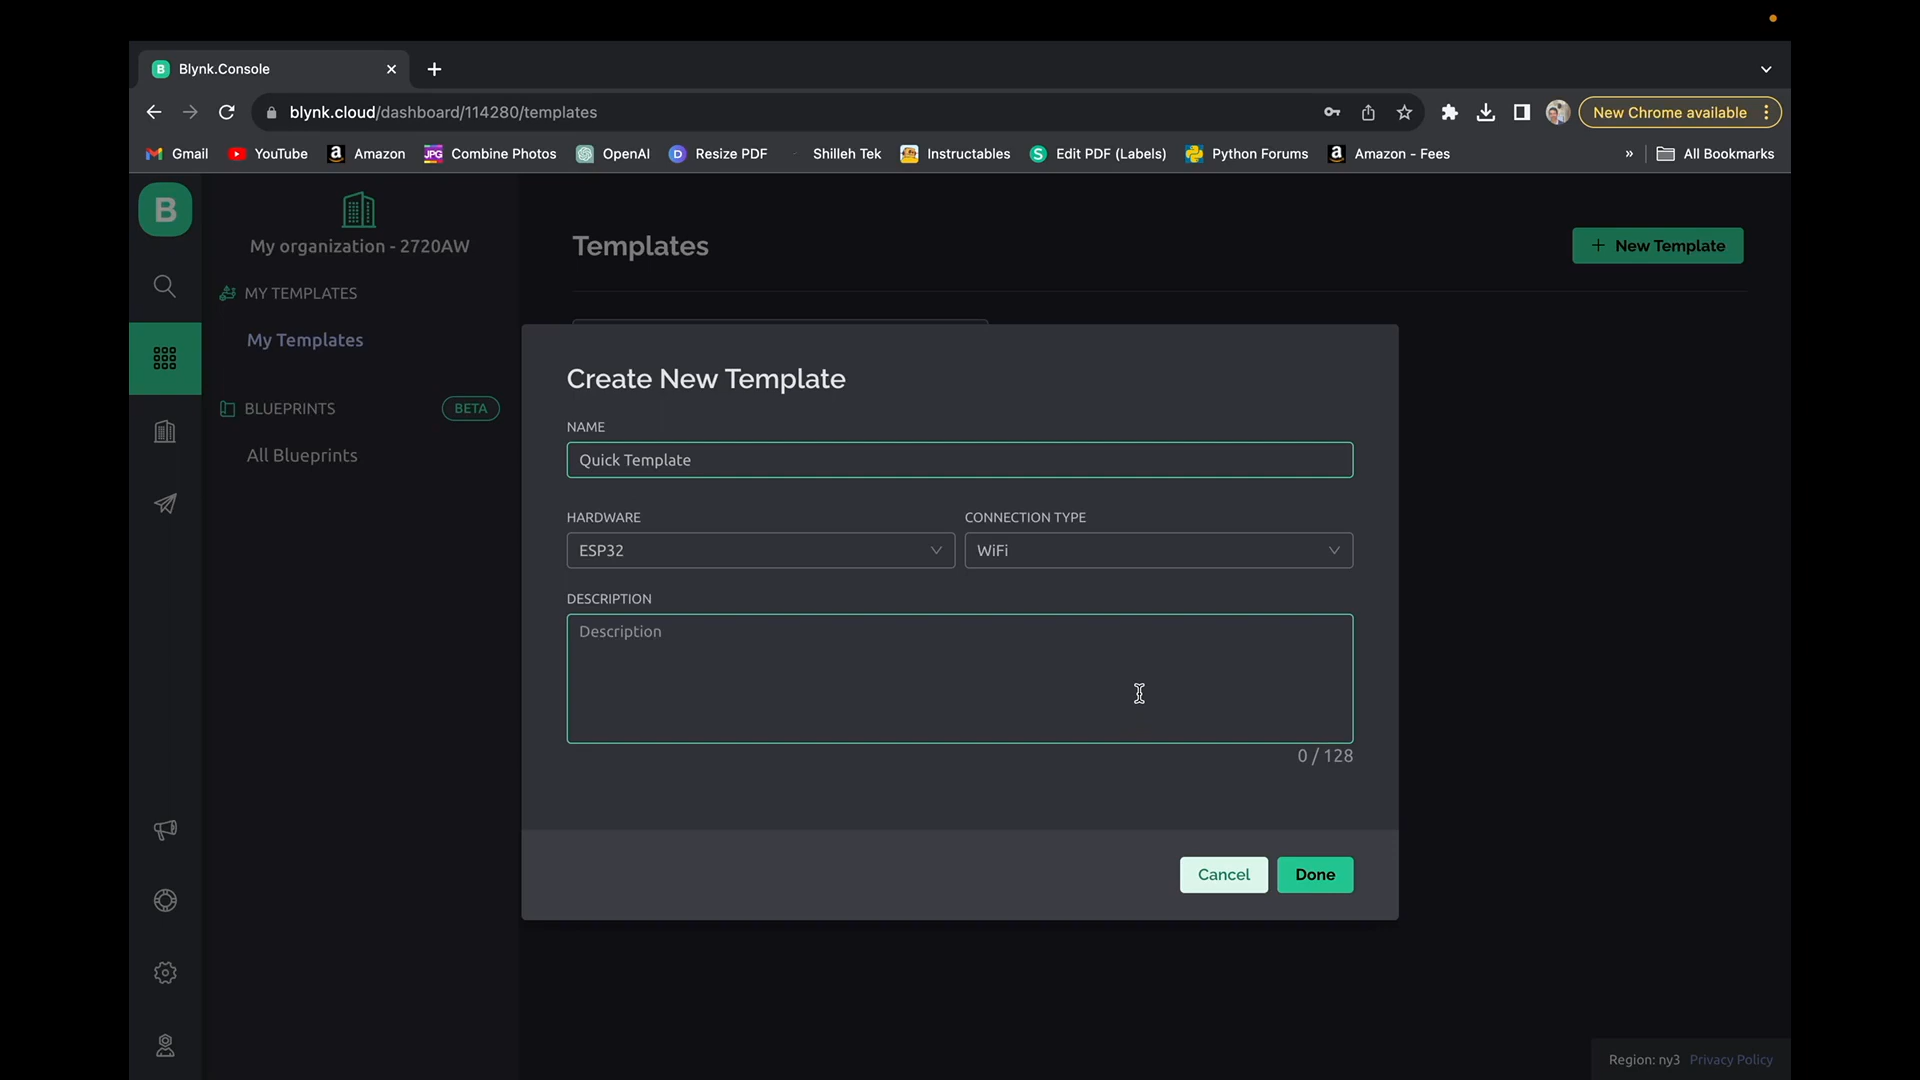 B Blynk.Console
blynk.cloud/dashboard/114280/templates
New Chrome available
Gmail YouTube a Amazon JPG Combine Photos OpenAI D Resize PDF Shilleh Tek Instructables S Edit PDF (Labels) Python Forums a Amazon - Fees » All Bookmarks
B
My organization - 2720AW
MY TEMPLATES
My Templates
BLUEPRINTS BETA
All Blueprints
Templates
+ New Template
Create New Template
NAME
Quick Template
HARDWARE CONNECTION TYPE
ESP32 WiFi
DESCRIPTION
Description
0 / 128
Cancel Done
Region: ny3 Privacy Policy